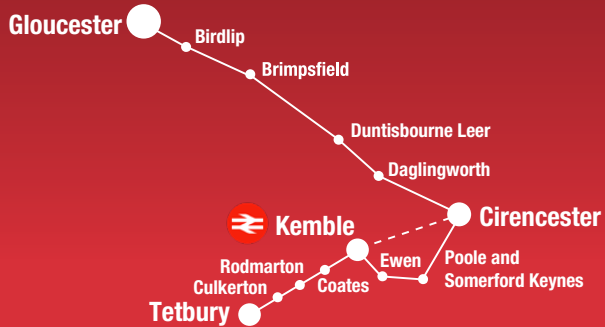 Gloucester
Birdlip
Brimpsfield
Duntisbourne Leer
Daglingworth
Cirencester
Kemble
Ewen
Poole and
Somerford Keynes
Rodmarton
Coates
Culkerton
Tetbury